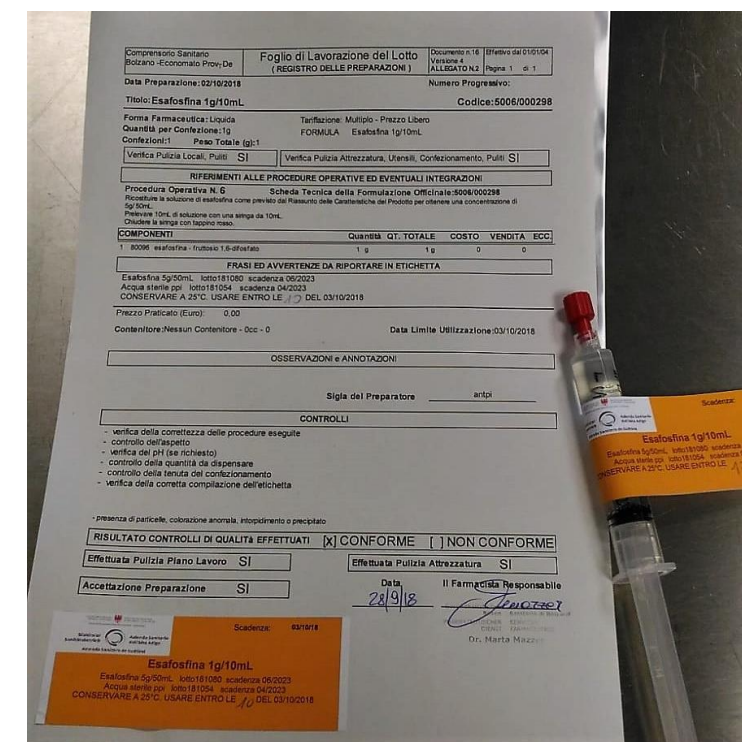 Comprensorio Sanitario
Bolzano -Economato Prov;De
Foglio di Lavorazione del Lotto
( REGISTRO DELLE PREPARAZIONI )
Documento n.16 Effettivo dal 01/01/04
Versione 4
ALLEGATO N.2 Pagina 1 di 1
Data Preparazione: 02/10/2018 Numero Progressivo:
Titolo: Esafosfina 1g/10mL Codice: 5006/000298
Forma Farmaceutica: Liquida Tariffazione: Multiplo - Prezzo Libero
Quantità per Confezione: 1g FORMULA Esafosfina 1g/10mL
Confezioni:1 Peso Totale (g):1
Verifica Pulizia Locali, Puliti SI Verifica Pulizia Attrezzatura, Utensili, Confezionamento, Puliti SI
RIFERIMENTI ALLE PROCEDURE OPERATIVE ED EVENTUALI INTEGRAZIONI
Procedura Operativa N. 6 Scheda Tecnica della Formulazione Officinale:5006/000298
Ricostituire la soluzione di esafosfina come previsto dal Riassunto delle Caratteristiche del Prodotto per ottenere una concentrazione di
5g/ 50mL.
Prelevare 10mL di soluzione con una siringa da 10mL.
Chiudere la siringa con tappino rosso.
COMPONENTI Quantità QT. TOTALE COSTO VENDITA ECC.
1 80096 esafosfina - fruttosio 1,6-difosfato 1 g 1 g 0 0
FRASI ED AVVERTENZE DA RIPORTARE IN ETICHETTA
Esafosfina 5g/50mL lotto181080 scadenza 06/2023
Acqua sterile ppi lotto181054 scadenza 04/2023
CONSERVARE A 25°C. USARE ENTRO LE 10 DEL 03/10/2018
Prezzo Praticato (Euro): 0,00
Contenitore:Nessun Contenitore - 0cc - 0 Data Limite Utilizzazione:03/10/2018
OSSERVAZIONI e ANNOTAZIONI
Sigla del Preparatore antpi
CONTROLLI
- verifica della correttezza delle procedure eseguite
- controllo dell'aspetto
- verifica del pH (se richiesto)
- controllo della quantità da dispensare
- controllo della tenuta del confezionamento
- verifica della corretta compilazione dell'etichetta
- presenza di particelle, colorazione anomala, intorpidimento o precipitato
RISULTATO CONTROLLI DI QUALITà EFFETTUATI [X] CONFORME [ ] NON CONFORME
Effettuata Pulizia Piano Lavoro SI Effettuata Pulizia Attrezzatura SI
Accettazione Preparazione SI
Data Il Farmacista Responsabile
28/9/18
Dr. Marta
Scadenza: 03/10/18
Azienda Sanitaria
dell'Alto Adige
Esafosfina 1g/10mL
Esafosfina 5g/50mL lotto181080 scadenza 06/2023
Acqua sterile ppi lotto181054 scadenza 04/2023
CONSERVARE A 25°C. USARE ENTRO LE 10 DEL 03/10/2018
Scadenza:
Azienda Sanitaria
dell'Alto Adige
Esafosfina 1g/10mL
Esafosfina 5g/50mL lotto181080 scadenza
Acqua sterile ppi lotto181054 scadenza
CONSERVARE A 25°C. USARE ENTRO LE